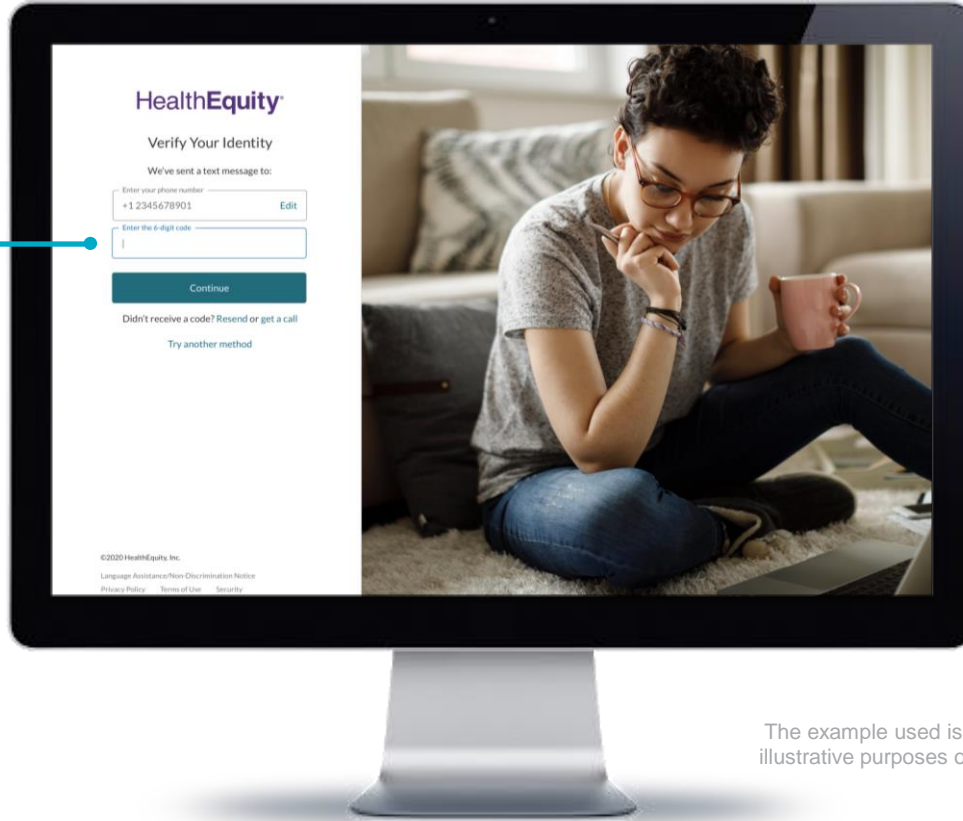 HealthEquity
Verify Your Identity
We've sent a text message to:
Enter your phone number
+1 2345678901 Edit
Enter the 6-digit code
Continue
Didn't receive a code? Resend or get a call
Try another method
©2020 HealthEquity, Inc.
Language Assistance/Non-Discrimination Notice
Privacy Policy Terms of Use Security
The example used is
illustrative purposes